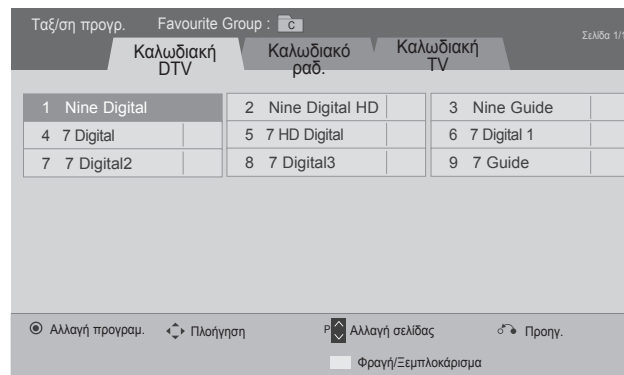 Ταξ/ση προγρ. Favourite Group : C
Σελίδα 1/1
Καλωδιακή DTV
Καλωδιακό ραδ.
Καλωδιακή TV
1 Nine Digital 2 Nine Digital HD 3 Nine Guide
4 7 Digital 5 7 HD Digital 6 7 Digital 1
7 7 Digital2 8 7 Digital3 9 7 Guide
Αλλαγή προγραμ. Πλοήγηση P Αλλαγή σελίδας Προηγ.
Φραγή/Ξεμπλοκάρισμα